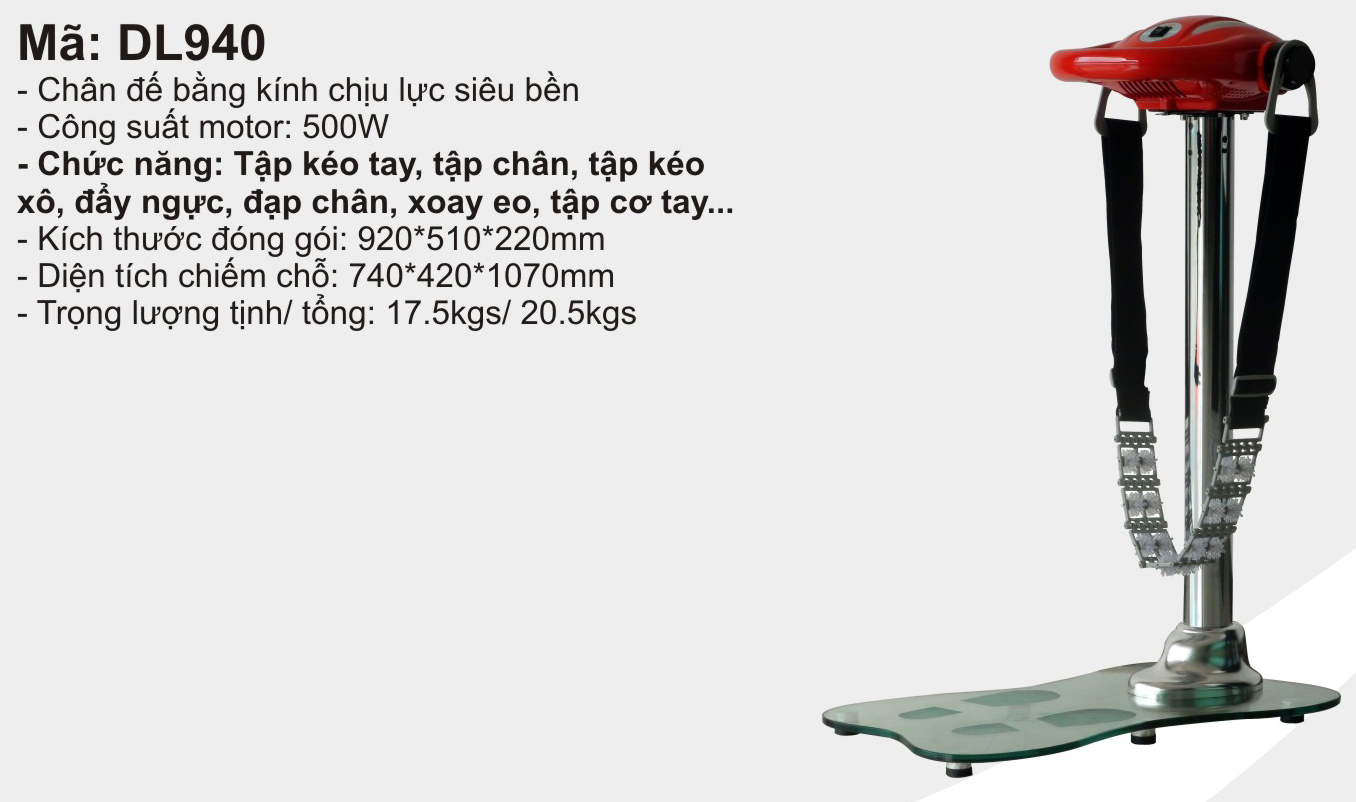 Mã: DL940
- Chân đế bằng kính chịu lực siêu bền
- Công suất motor: 500W
- Chức năng: Tập kéo tay, tập chân, tập kéo
xô, đẩy ngực, đạp chân, xoay eo, tập cơ tay...
- Kích thước đóng gói: 920*510*220mm
- Diện tích chiếm chỗ: 740*420*1070mm
- Trọng lượng tịnh/ tổng: 17.5kgs/ 20.5kgs